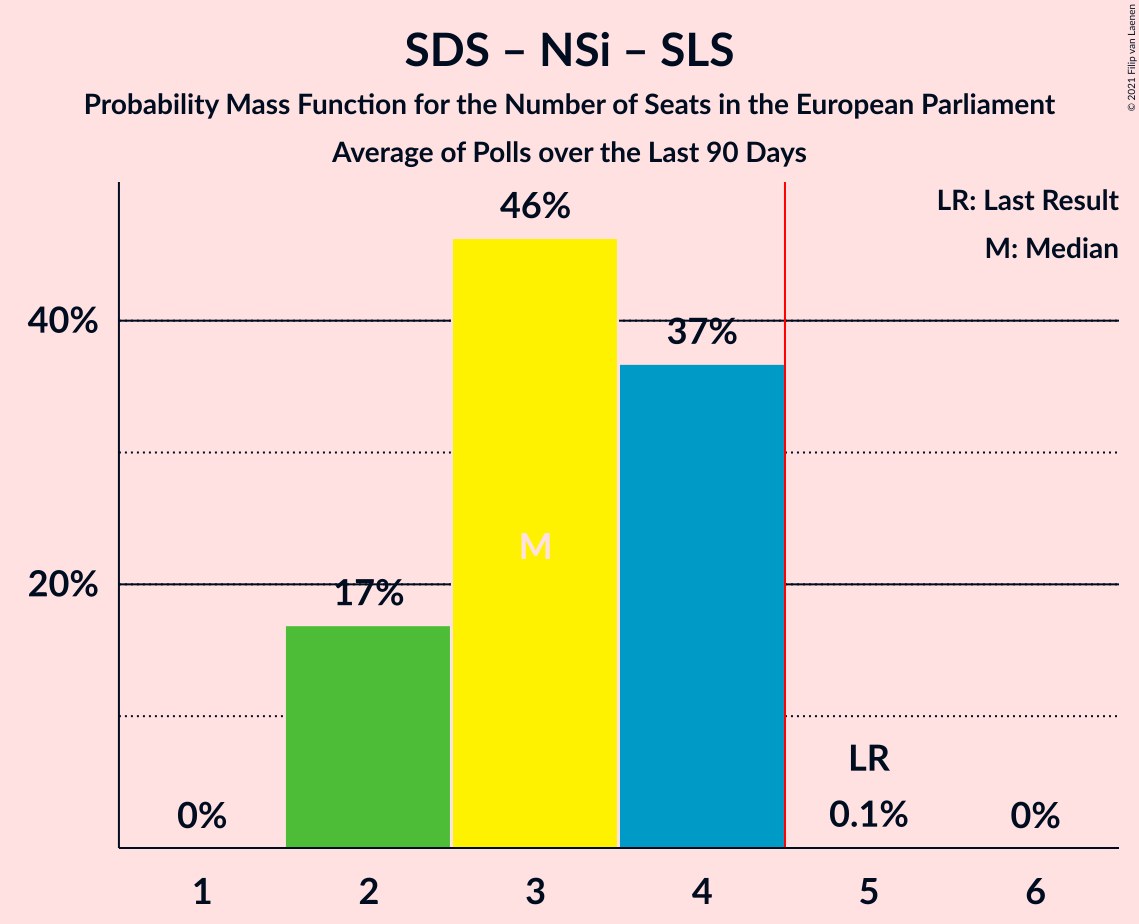 SDS – NSi – SLS
Probability Mass Function for the Number of Seats in the European Parliament
Average of Polls over the Last 90 Days
© 2021 Filip van Laenen
LR: Last Result
M: Median
46%
40%
37%
M
20%
17%
LR
0%
0.1%
0%
1 2 3 4 5 6